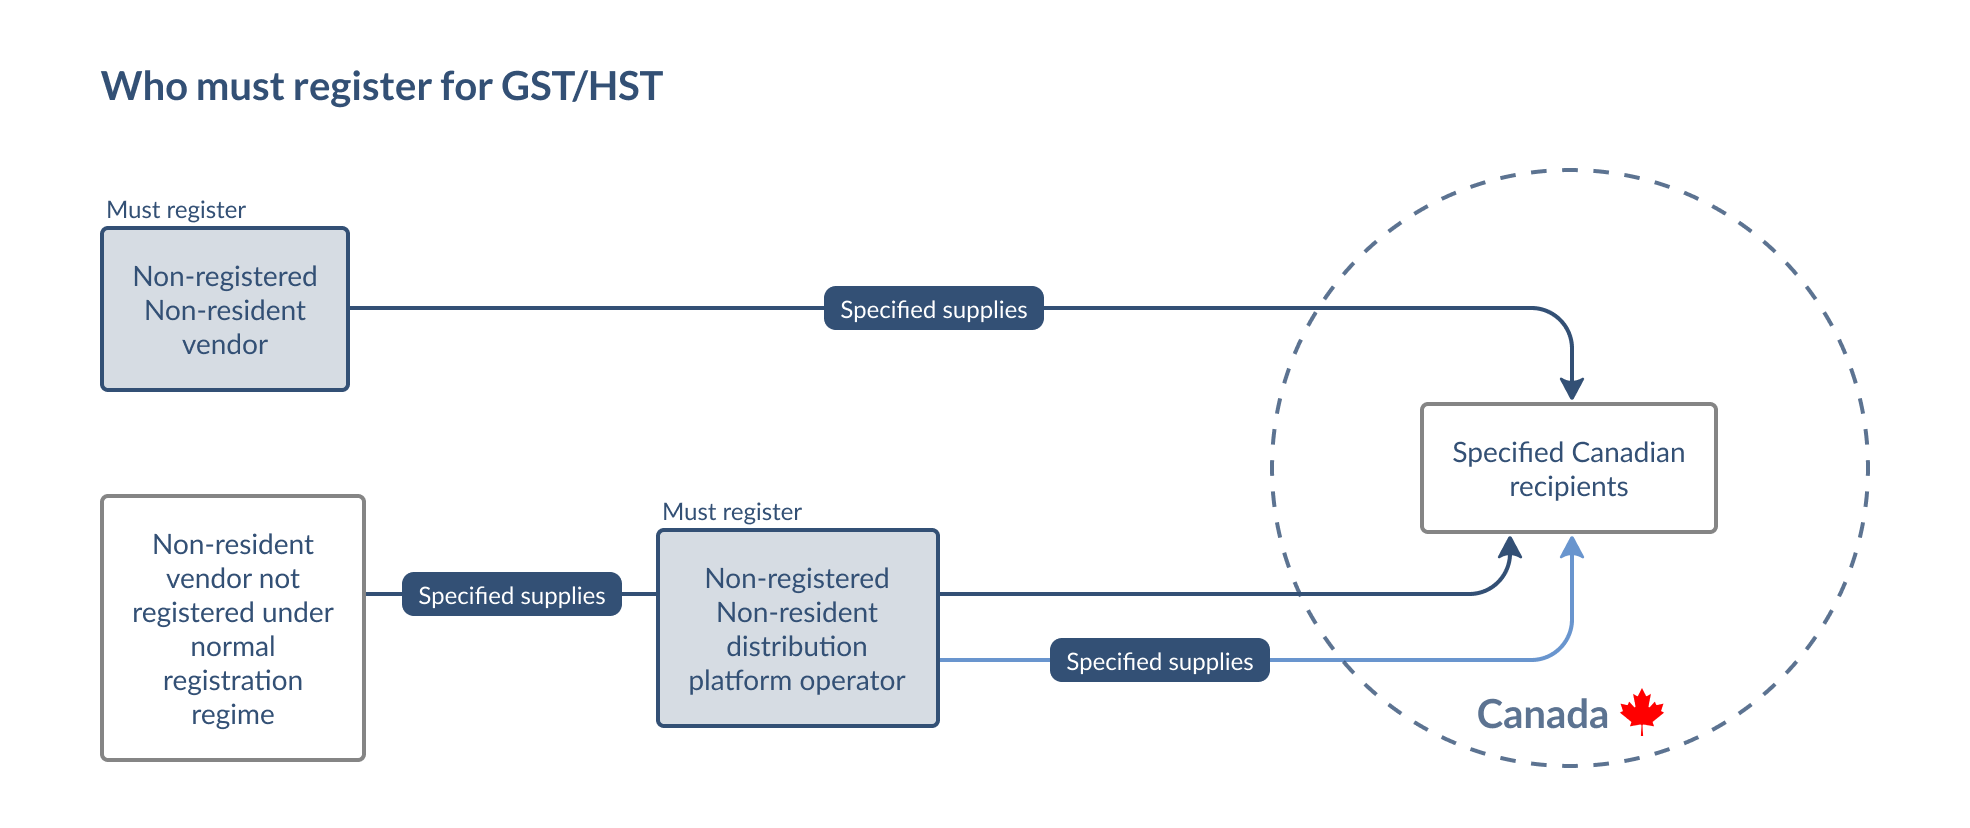 Who must register for GST/HST
Must register
Non-registered
Non-resident
vendor
Specified supplies
Specified Canadian
recipients
Non-resident
vendor not
registered under
normal
registration
regime
Specified supplies
Must register
Non-registered
Non-resident
distribution
platform operator
Specified supplies
Canada